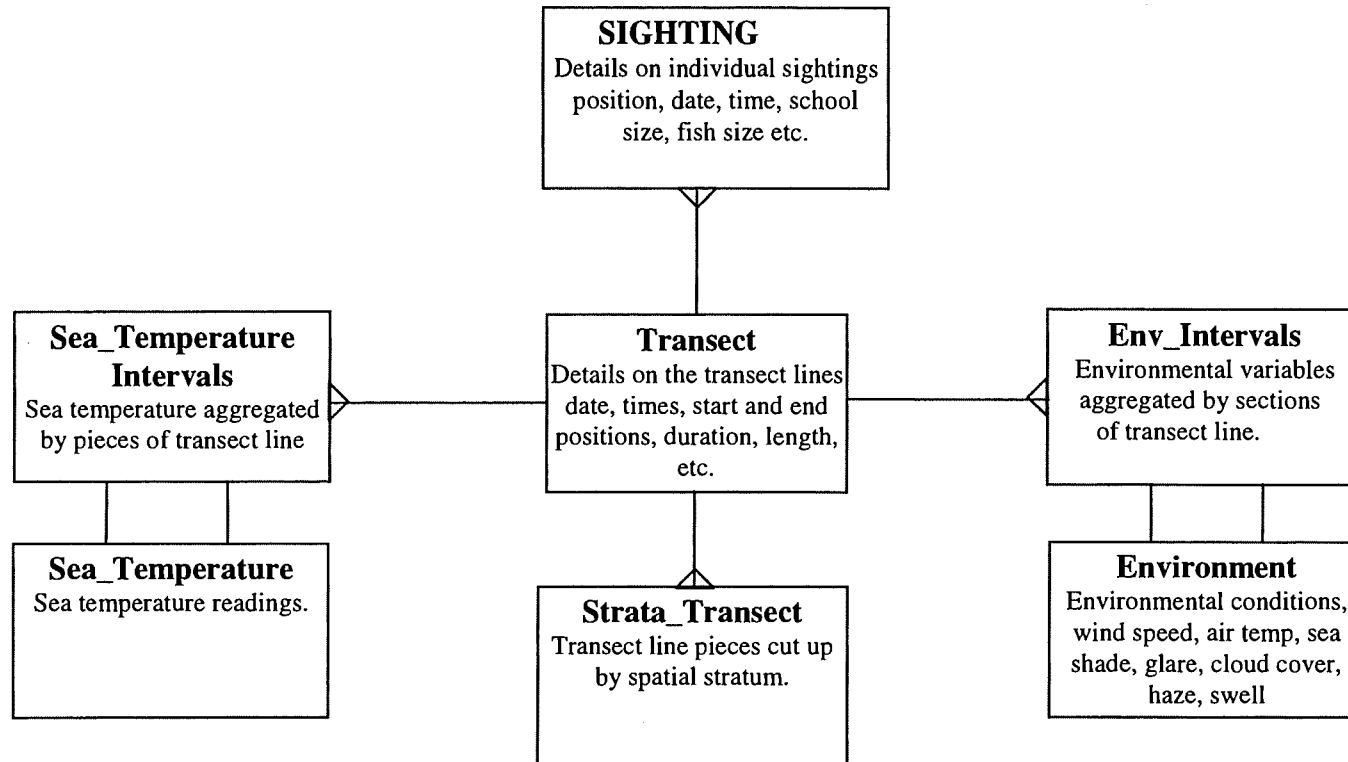 SIGHTING
Details on individual sightings
position, date, time, school
size, fish size etc.
Sea_Temperature
Intervals
Sea temperature aggregated
by pieces of transect line
Transect
Details on the transect lines
date, times, start and end
positions, duration, length,
etc.
Env_Intervals
Environmental variables
aggregated by sections
of transect line.
Sea_Temperature
Sea temperature readings.
Strata_Transect
Transect line pieces cut up
by spatial stratum.
Environment
Environmental conditions,
wind speed, air temp, sea
shade, glare, cloud cover,
haze, swell